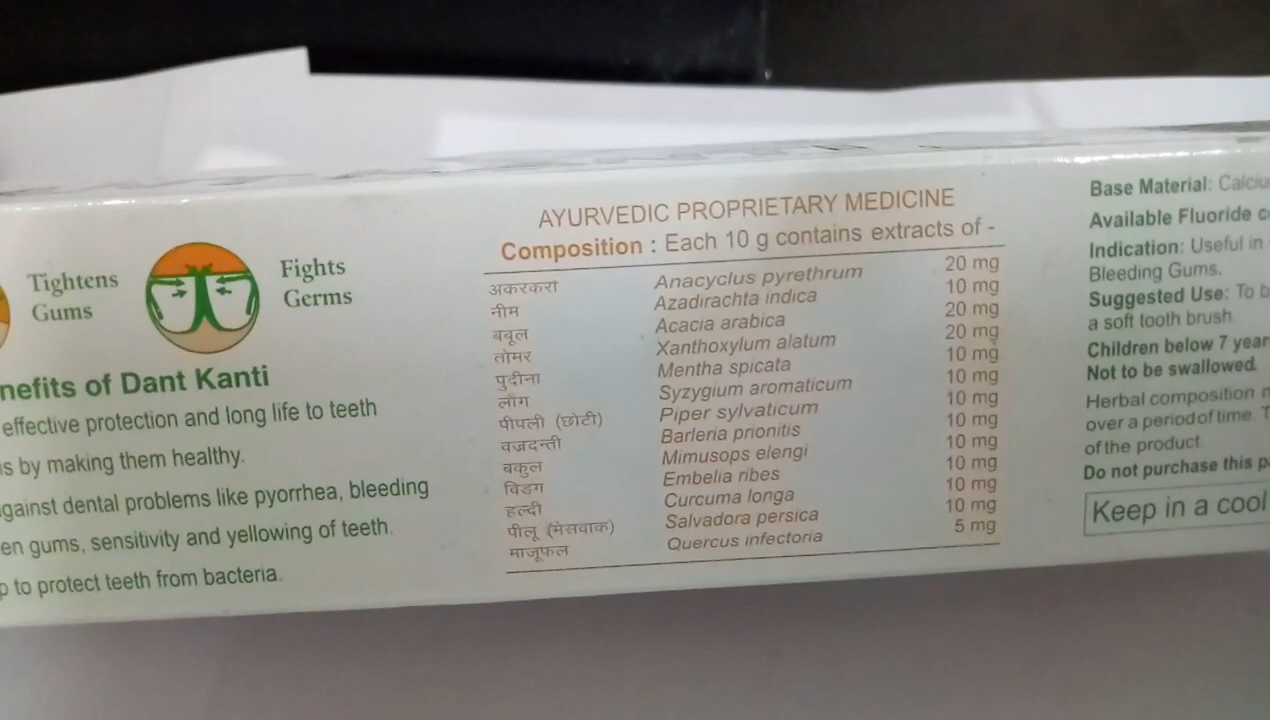 Tightens
Gums
Fights
Germs
of Dant Kanti
effective protection and long life to teeth
by making them healthy.
dental problems like pyorrhea, bleeding
gums, sensitivity and yellowing of teeth.
to protect teeth from bacteria.
AYURVEDIC PROPRIETARY MEDICINE
Composition : Each 10 g contains extracts of -
अकरकरा Anacyclus pyrethrum 20 mg
नीम Azadirachta indica 10 mg
बबूल Acacia arabica 20 mg
तोमर Xanthoxylum alatum 20 mg
पुदीना Mentha spicata 10 mg
लौंग Syzygium aromaticum 10 mg
पीपली (छोटी) Piper sylvaticum 10 mg
वज्रदन्ती Barleria prionitis 10 mg
बकुल Mimusops elengi 10 mg
विडंग Embelia ribes 10 mg
हल्दी Curcuma longa 10 mg
पीलू (मेसवाक) Salvadora persica 10 mg
माजूफल Quercus infectoria 5 mg
Base Material:
Available Fluoride
Indication: Useful in
Bleeding Gums.
Suggested Use: To
a soft tooth brush.
Children below 7
Not to be swallowed.
Herbal composition
over a period of time.
of the product.
Do not purchase this
Keep in a cool